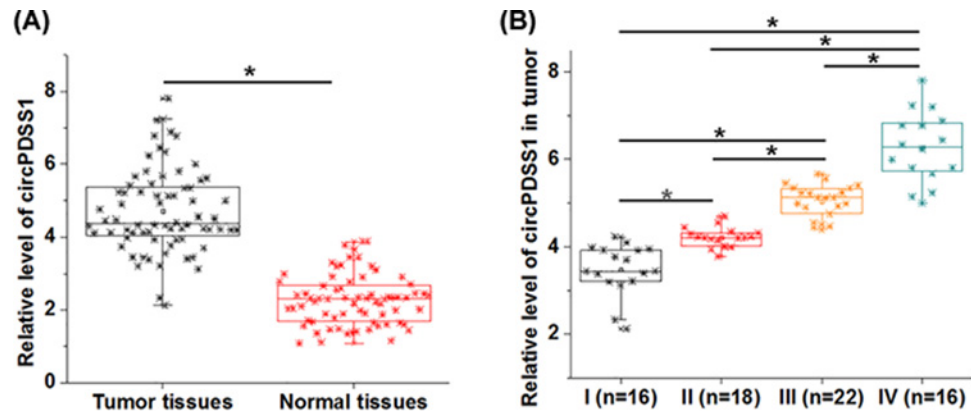 (A)
Relative level of circPDSS1
8
6
4
2
0
*
Tumor tissues Normal tissues
(B)
Relative level of circPDSS1 in tumor
8
6
4
2
*
*
*
*
*
*
I (n=16) II (n=18) III (n=22) IV (n=16)